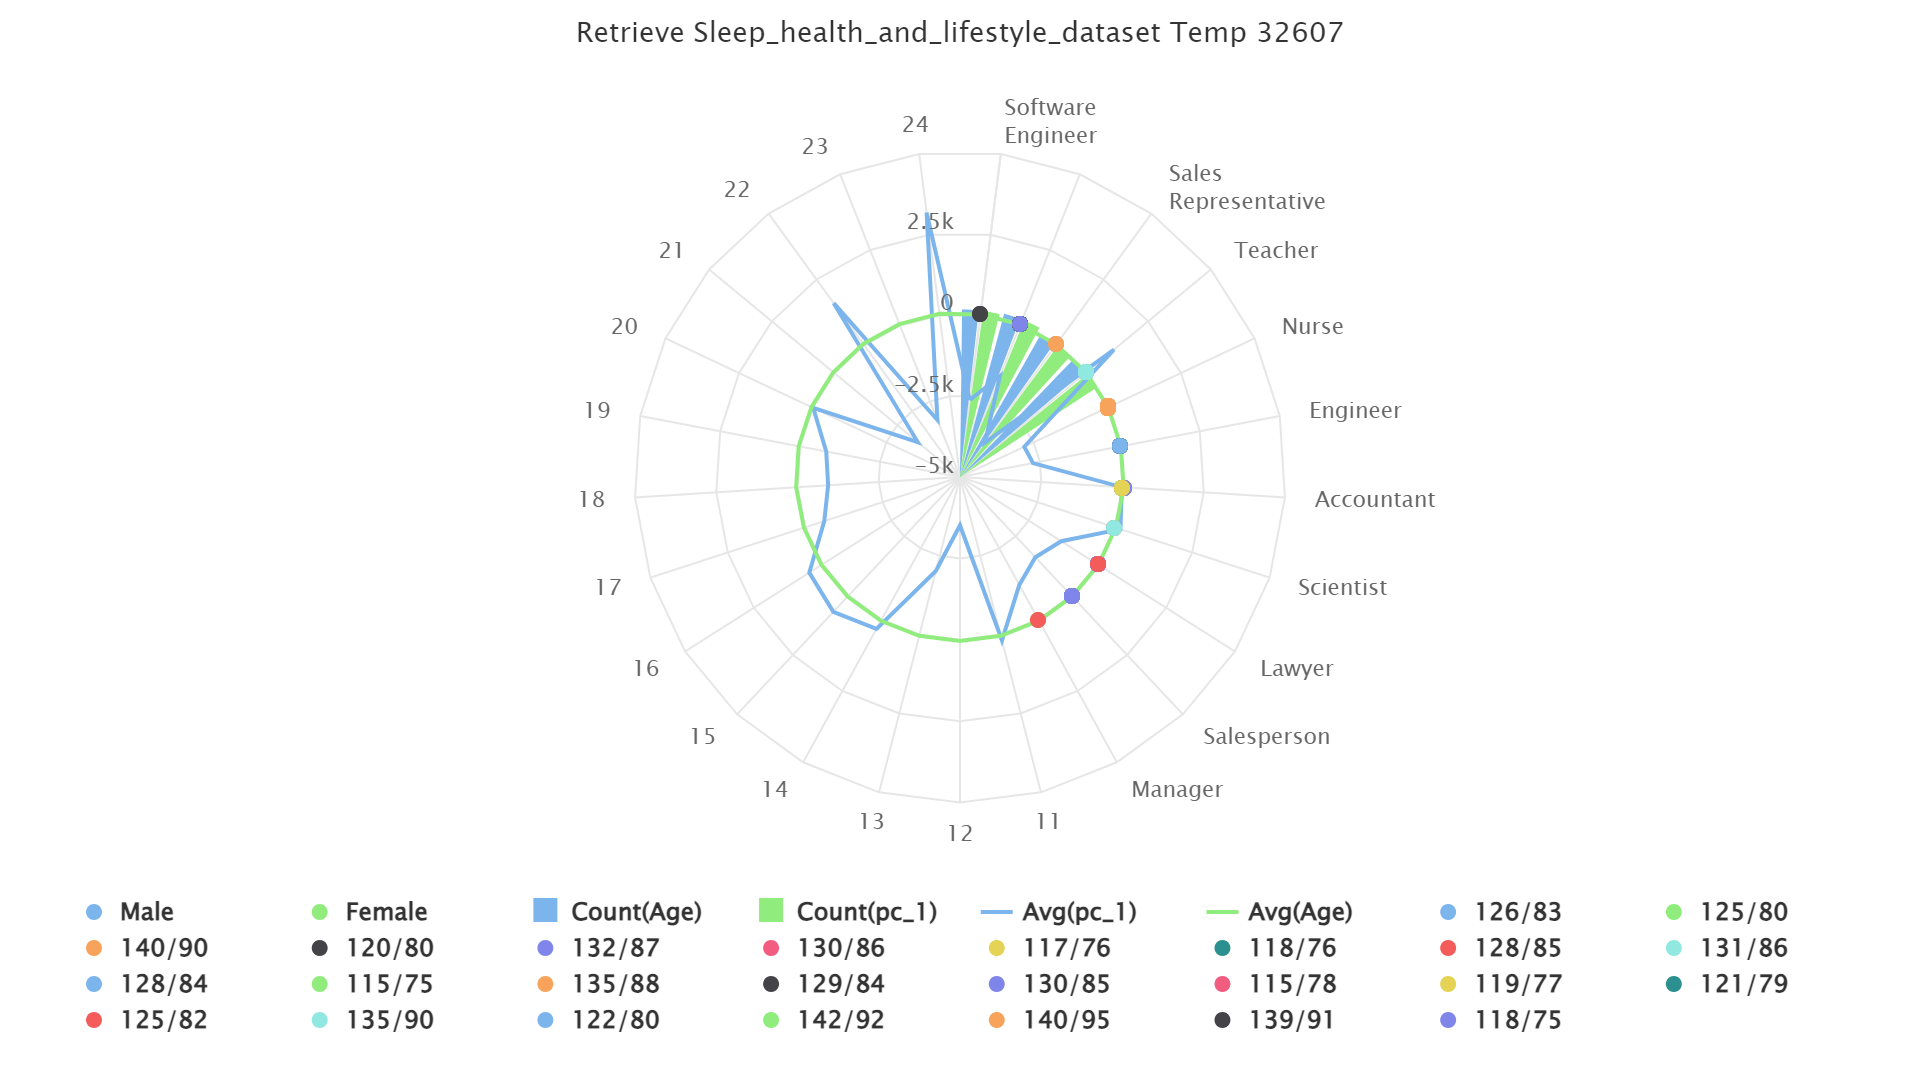 Retrieve Sleep_health_and_lifestyle_dataset Temp 32607
Software
Engineer
Sales
Representative
Teacher
Nurse
Engineer
Accountant
Scientist
Lawyer
Salesperson
Manager
11
12
13
14
15
16
17
18
19
20
21
22
23
24
2.5k
0
−2.5k
−5k
Male Female Count(Age) Count(pc_1) Avg(pc_1) Avg(Age) 126/83 125/80
140/90 120/80 132/87 130/86 117/76 118/76 128/85 131/86
128/84 115/75 135/88 129/84 130/85 115/78 119/77 121/79
125/82 135/90 122/80 142/92 140/95 139/91 118/75